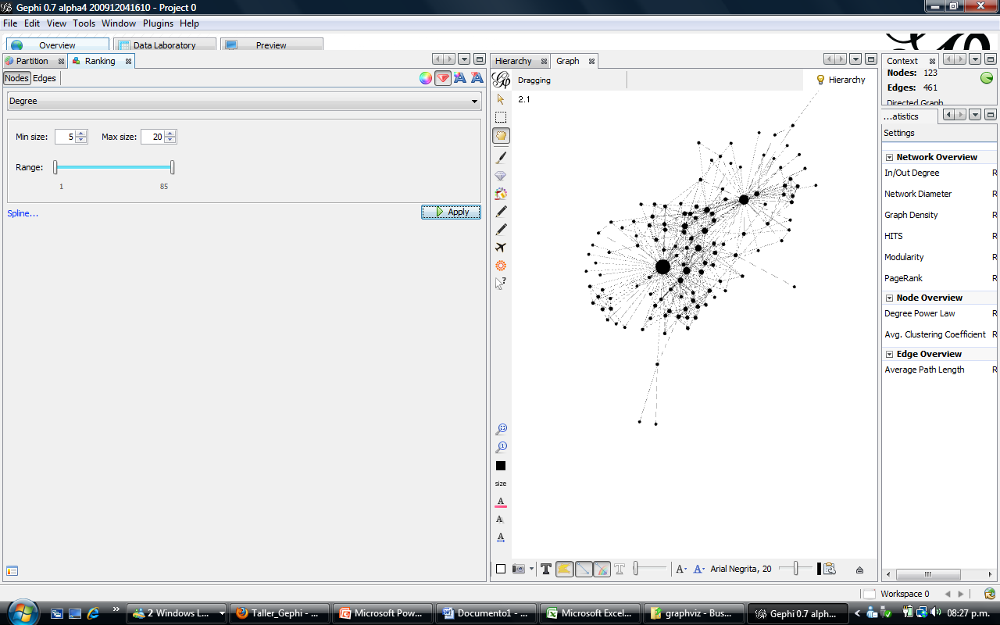 Gephi 0.7 alpha4 200912041610 - Project 0
File Edit View Tools Window Plugins Help
Overview Data Laboratory Preview
Partition Ranking
Nodes Edges
Degree
Min size: 5 Max size: 20
Range:
1 85
Spline...
Apply
Hierarchy Graph
Dragging
Hierarchy
2.1
size
Arial Negrita, 20
Context
Nodes: 123
Edges: 461
Directed Graph
...atistics
Settings
Network Overview
In/Out Degree R
Network Diameter R
Graph Density R
HITS R
Modularity R
PageRank R
Node Overview
Degree Power Law R
Avg. Clustering Coefficient R
Edge Overview
Average Path Length R
Workspace 0
2 Windows L... Taller_Gephi - ... Microsoft Pow... Documento1 - ... Microsoft Excel... graphviz - Bus... Gephi 0.7 alph... 08:27 p.m.